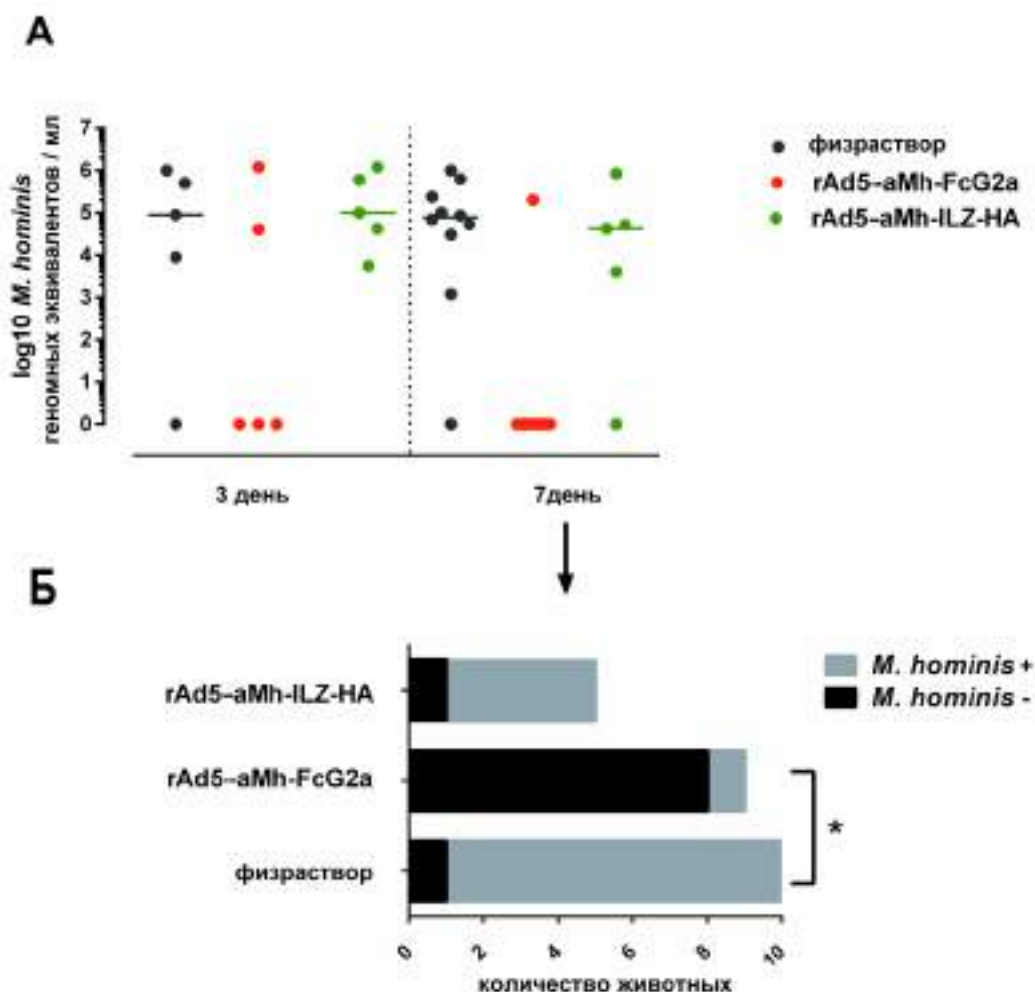 А
log10 M. hominis
геномных эквивалентов / мл
7
6
5
4
3
2
1
0
физраствор
rAd5-aMh-FcG2a
rAd5-aMh-ILZ-HA
3 день
7день
Б
rAd5-aMh-ILZ-HA
rAd5-aMh-FcG2a
физраствор
M. hominis +
M. hominis -
*
0 2 4 6 8 10
количество животных